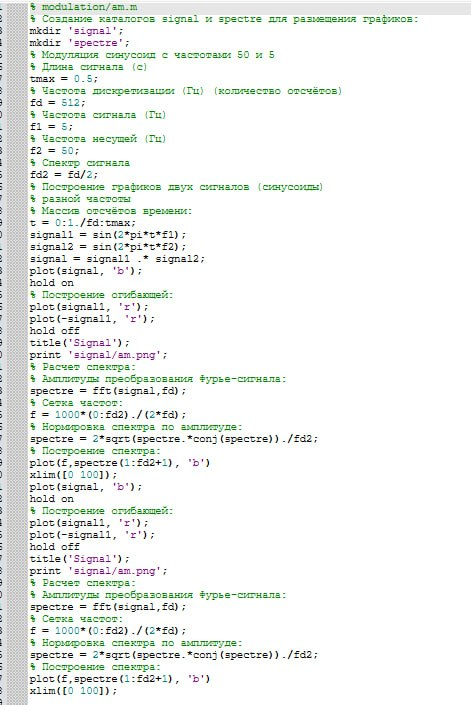 % modulation/am.m
% Создание каталогов signal и spectre для размещения графиков:
mkdir 'signal';
mkdir 'spectre';
% Модуляция синусоид с частотами 50 и 5
% Длина сигнала (с)
tmax = 0.5;
% Частота дискретизации (Гц) (количество отсчётов)
fd = 512;
% Частота сигнала (Гц)
f1 = 5;
% Частота несущей (Гц)
f2 = 50;
% Спектр сигнала
fd2 = fd/2;
% Построение графиков двух сигналов (синусоиды)
% разной частоты
% Массив отсчётов времени:
t = 0:1./fd:tmax;
signal1 = sin(2*pi*t*f1);
signal2 = sin(2*pi*t*f2);
signal = signal1 .* signal2;
plot(signal, 'b');
hold on
% Построение огибающей:
plot(signal1, 'r');
plot(-signal1, 'r');
hold off
title('Signal');
print 'signal/am.png';
% Расчет спектра:
% Амплитуды преобразования Фурье-сигнала:
spectre = fft(signal,fd);
% Сетка частот:
f = 1000*(0:fd2)./(2*fd);
% Нормировка спектра по амплитуде:
spectre = 2*sqrt(spectre.*conj(spectre))./fd2;
% Построение спектра:
plot(f,spectre(1:fd2+1), 'b')
xlim([0 100]);
plot(signal, 'b');
hold on
% Построение огибающей:
plot(signal1, 'r');
plot(-signal1, 'r');
hold off
title('Signal');
print 'signal/am.png';
% Расчет спектра:
% Амплитуды преобразования Фурье-сигнала:
spectre = fft(signal,fd);
% Сетка частот:
f = 1000*(0:fd2)./(2*fd);
% Нормировка спектра по амплитуде:
spectre = 2*sqrt(spectre.*conj(spectre))./fd2;
% Построение спектра:
plot(f,spectre(1:fd2+1), 'b')
xlim([0 100]);